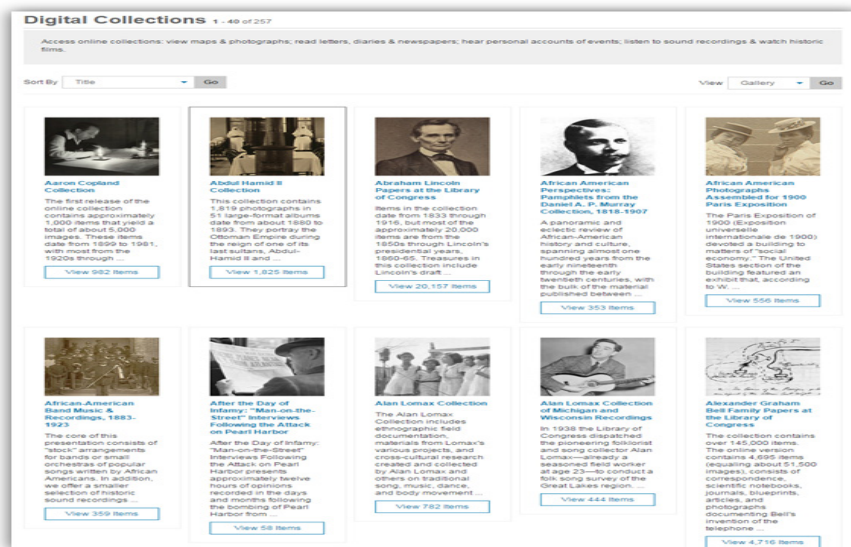 Digital Collections 1 - 40 of 257
Access online collections: view maps & photographs; read letters, diaries & newspapers; hear personal accounts of events; listen to sound recordings & watch historic
films.
Sort By Title Go
View Gallery Go
Aaron Copland
Collection
The first release of the
online collection
contains approximately
1,000 items that yield a
total of about 5,000
images. These items
date from 1899 to 1981,
with most from the
1920s through ...
View 982 Items
Abdul Hamid II
Collection
This collection contains
1,819 photographs in
51 large-format albums
date from about 1880 to
1893. They portray the
Ottoman Empire during
the reign of one of its
last sultans, Abdul-
Hamid II and ...
View 1,825 Items
Abraham Lincoln
Papers at the Library
of Congress
Items in the collection
date from 1833 through
1916, but most of the
approximately 20,000
items are from the
1850s through Lincoln's
presidential years,
1860-65. Treasures in
this collection include
Lincoln's draft ...
View 20,157 Items
African American
Perspectives:
Pamphlets from the
Daniel A. P. Murray
Collection, 1818-1907
A panoramic and
eclectic review of
African-American
history and culture,
spanning almost one
hundred years from the
early nineteenth
through the early
twentieth centuries, with
the bulk of the material
published between ...
View 353 Items
African American
Photographs
Assembled for 1900
Paris Exposition
The Paris Exposition of
1900 (Exposition
universelle
internationale de 1900)
devoted a building to
matters of "social
economy." The United
States section of the
building featured an
exhibit that, according
to W. ...
View 556 Items
African-American
Band Music &
Recordings, 1883-
1923
The core of this
presentation consists of
"stock" arrangements
for bands or small
orchestras of popular
songs written by African
Americans. In addition,
we offer a smaller
selection of historic
sound recordings ...
View 359 Items
After the Day of
Infamy: "Man-on-the-
Street" Interviews
Following the Attack
on Pearl Harbor
After the Day of Infamy:
"Man-on-the-Street"
Interviews Following
the Attack on Pearl
Harbor presents
approximately twelve
hours of opinions
recorded in the days
and months following
the bombing of Pearl
Harbor from ...
View 58 Items
Alan Lomax Collection
The Alan Lomax
Collection includes
ethnographic field
documentation,
materials from Lomax's
various projects, and
cross-cultural research
created and collected
by Alan Lomax and
others on traditional
song, music, dance,
and body movement ...
View 782 Items
Alan Lomax Collection
of Michigan and
Wisconsin Recordings
In 1938 the Library of
Congress dispatched
the pioneering folklorist
and song collector Alan
Lomax—already a
seasoned field worker
at age 23—to conduct a
folk song survey of the
Great Lakes region. ...
View 444 Items
Alexander Graham
Bell Family Papers at
the Library of
Congress
The collection contains
over 145,000 items.
The online version
contains 4,695 items
(equaling about 51,500
images), consists of
correspondence,
scientific notebooks,
journals, blueprints,
articles, and
photographs
documenting Bell's
invention of the
telephone ...
View 4,716 Items